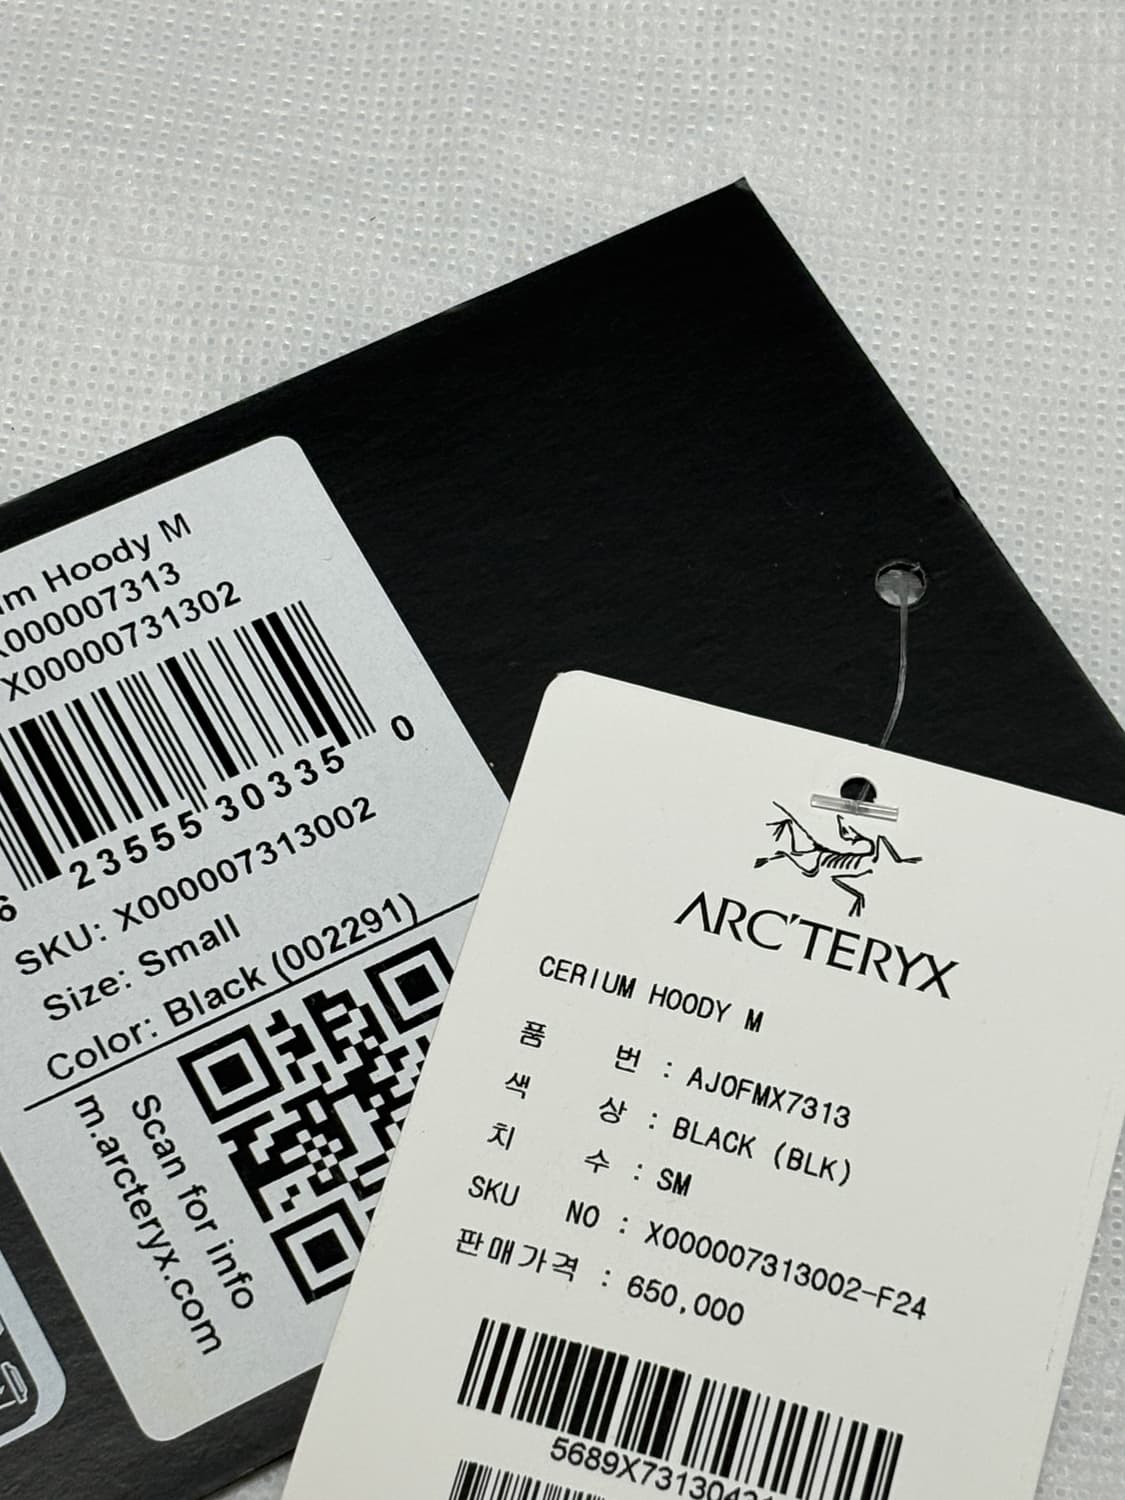 Hoody M
000007313
X00000731302
6 23555 30335 0
SKU: X000007313002
Size: Small
Color: Black (002291)
Scan for info
m.arcteryx.com
ARC'TERYX
CERIUM HOODY M
품 번 : AJOFMX7313
색 상 : BLACK (BLK)
치 수 : SM
SKU NO : X000007313002-F24
판매가격 : 650,000